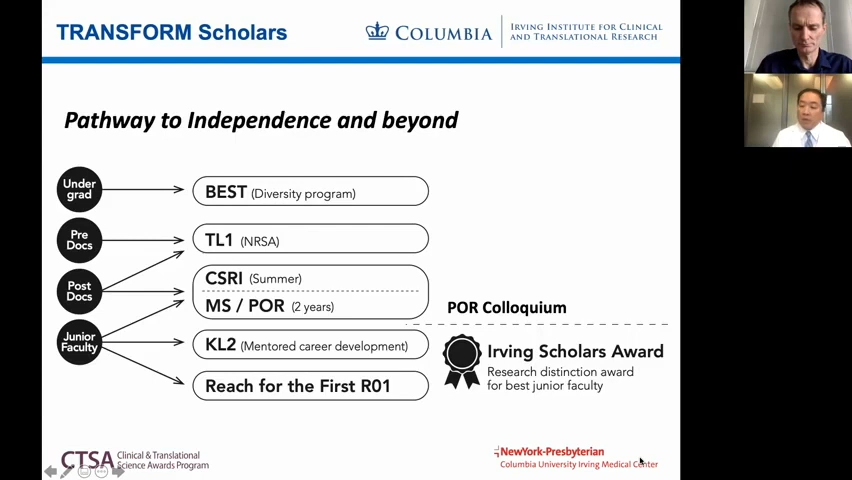 TRANSFORM Scholars
COLUMBIA
IRVING INSTITUTE FOR CLINICAL
AND TRANSLATIONAL RESEARCH
Pathway to Independence and beyond
Under
grad
BEST (Diversity program)
Pre
Docs
TL1 (NRSA)
Post
Docs
CSRI (Summer)
MS / POR (2 years)
POR Colloquium
Junior
Faculty
KL2 (Mentored career development)
Irving Scholars Award
Research distinction award
for best junior faculty
Reach for the First R01
CTSA Clinical & Translational
Science Awards Program
NewYork-Presbyterian
Columbia University Irving Medical Center